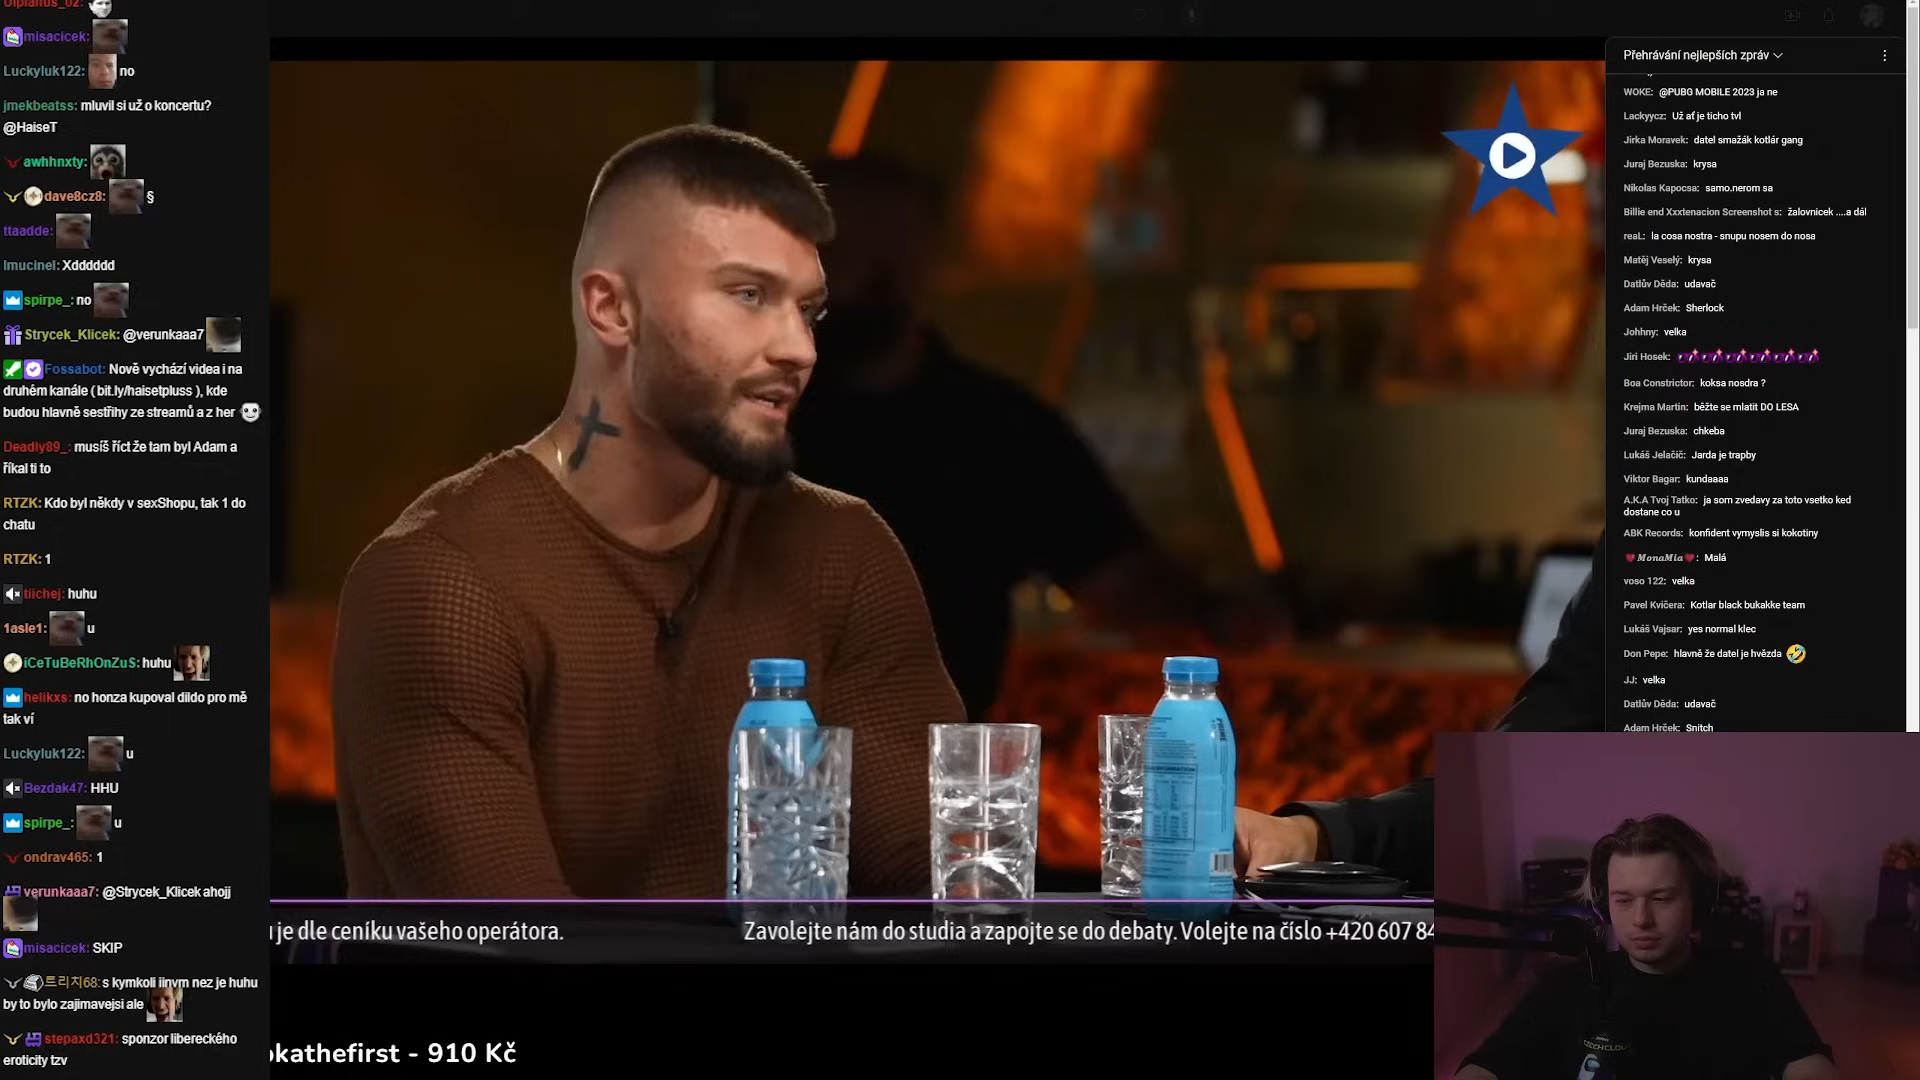 misacicek:
Luckyluk122: no
jmekbeatss: mluvil si už o koncertu?
@HaiseT
awhhnxty:
dave8cz8: §
ttaadde:
Imucinel: Xdddddd
spirpe_: no
Strycek_Klicek: @verunkaaa7
Fossabot: Nově vychází videa i na
druhém kanále ( bit.ly/haisetpluss ), kde
budou hlavně sestřihy ze streamů a z her
Deadly89_: musíš říct že tam byl Adam a
říkal ti to
RTZK: Kdo byl někdy v sexShopu, tak 1 do
chatu
RTZK: 1
tiichej: huhu
1asle1: u
iCeTuBeRhOnZuS: huhu
helikxs: no honza kupoval dildo pro mě
tak ví
Luckyluk122: u
Bezdak47: HHU
spirpe_: u
ondrav465: 1
verunkaaa7: @Strycek_Klicek ahojj
misacicek: SKIP
트리치68: s kymkoli jinym nez je huhu
by to bylo zajimavejsi ale
stepaxd321: sponzor libereckého
eroticity tzv
Přehrávání nejlepších zpráv
WOKE: @PUBG MOBILE 2023 ja ne
Lackyycz: Už ať je ticho tvl
Jirka Moravek: datel smažák kotlár gang
Juraj Bezuska: krysa
Nikolas Kapocsa: samo.nerom sa
Billie end Xxxtenacion Screenshot s: žalovnicek ....a dál
reaL: la cosa nostra - snupu nosem do nosa
Matěj Veselý: krysa
Datlův Děda: udavač
Adam Hrček: Sherlock
Johhny: velka
Jiri Hosek:
Boa Constrictor: koksa nosdra ?
Krejma Martin: běžte se mlatit DO LESA
Juraj Bezuska: chkeba
Lukáš Jelačič: Jarda je trapby
Viktor Bagar: kundaaaa
A.K.A Tvoj Tatko: ja som zvedavy za toto vsetko ked
dostane co u
ABK Records: konfident vymyslis si kokotiny
MonaMia: Malá
voso 122: velka
Pavel Kvičera: Kotlar black bukakke team
Lukáš Vajsar: yes normal klec
Don Pepe: hlavně že datel je hvězda
JJ: velka
Datlův Děda: udavač
Adam Hrček: Snitch
je dle ceníku vašeho operátora. Zavolejte nám do studia a zapojte se do debaty. Volejte na číslo +420 607 84
okathefirst - 910 Kč